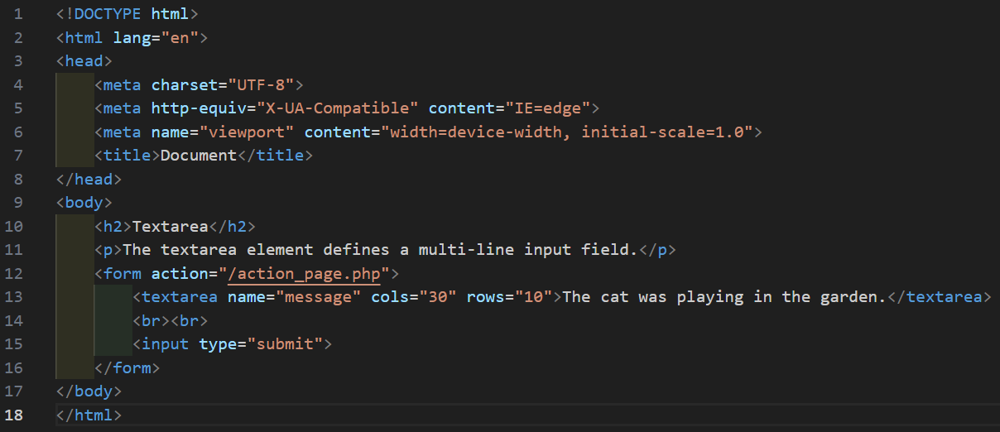 1 <!DOCTYPE html>
2 <html lang="en">
3 <head>
4     <meta charset="UTF-8">
5     <meta http-equiv="X-UA-Compatible" content="IE=edge">
6     <meta name="viewport" content="width=device-width, initial-scale=1.0">
7     <title>Document</title>
8 </head>
9 <body>
10     <h2>Textarea</h2>
11     <p>The textarea element defines a multi-line input field.</p>
12     <form action="/action_page.php">
13         <textarea name="message" cols="30" rows="10">The cat was playing in the garden.</textarea>
14         <br><br>
15         <input type="submit">
16     </form>
17 </body>
18 </html>